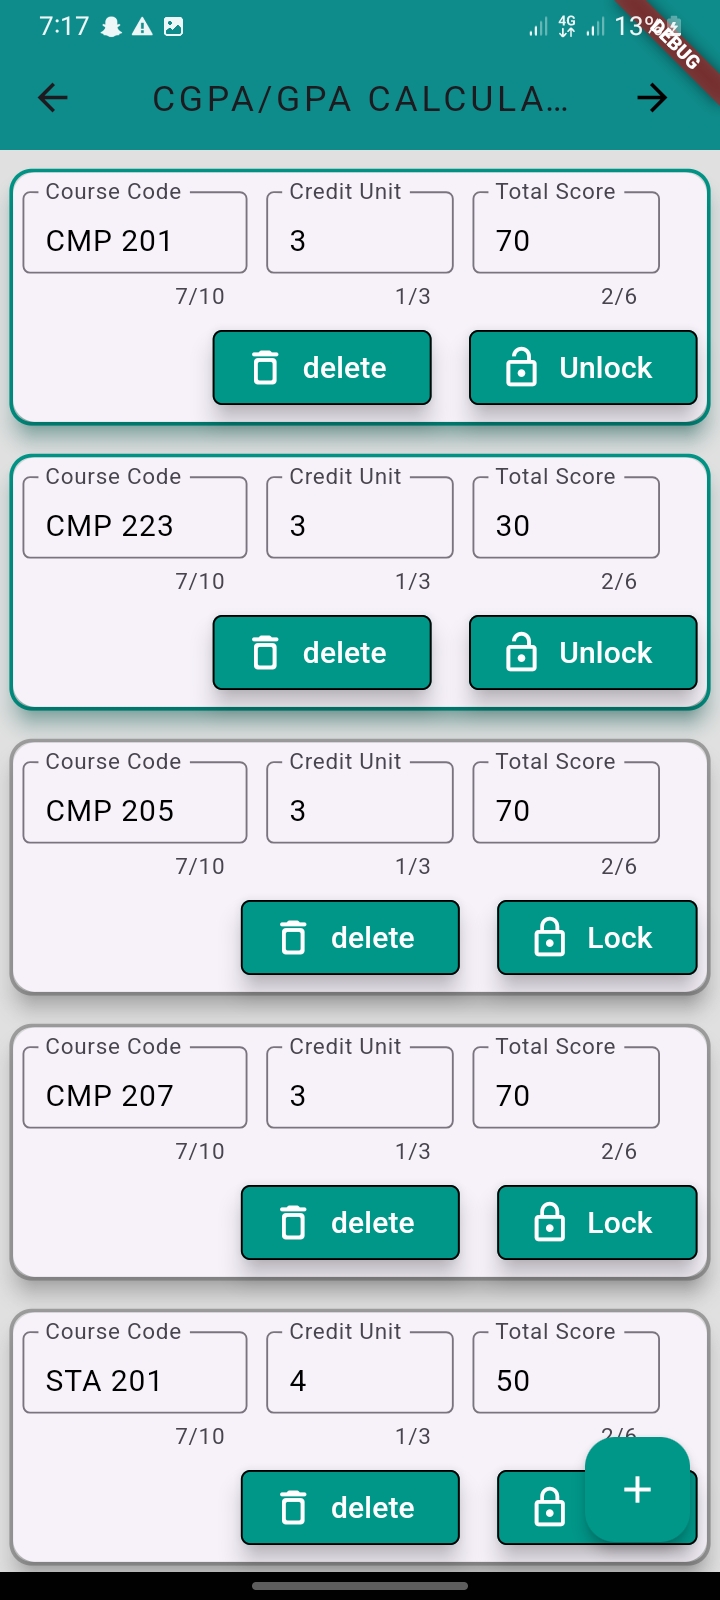 7:17 4G 13%
DEBUG
CGPA/GPA CALCULA...
Course Code Credit Unit Total Score
CMP 201 3 70
7/10 1/3 2/6
delete Unlock
Course Code Credit Unit Total Score
CMP 223 3 30
7/10 1/3 2/6
delete Unlock
Course Code Credit Unit Total Score
CMP 205 3 70
7/10 1/3 2/6
delete Lock
Course Code Credit Unit Total Score
CMP 207 3 70
7/10 1/3 2/6
delete Lock
Course Code Credit Unit Total Score
STA 201 4 50
7/10 1/3 2/6
delete
+